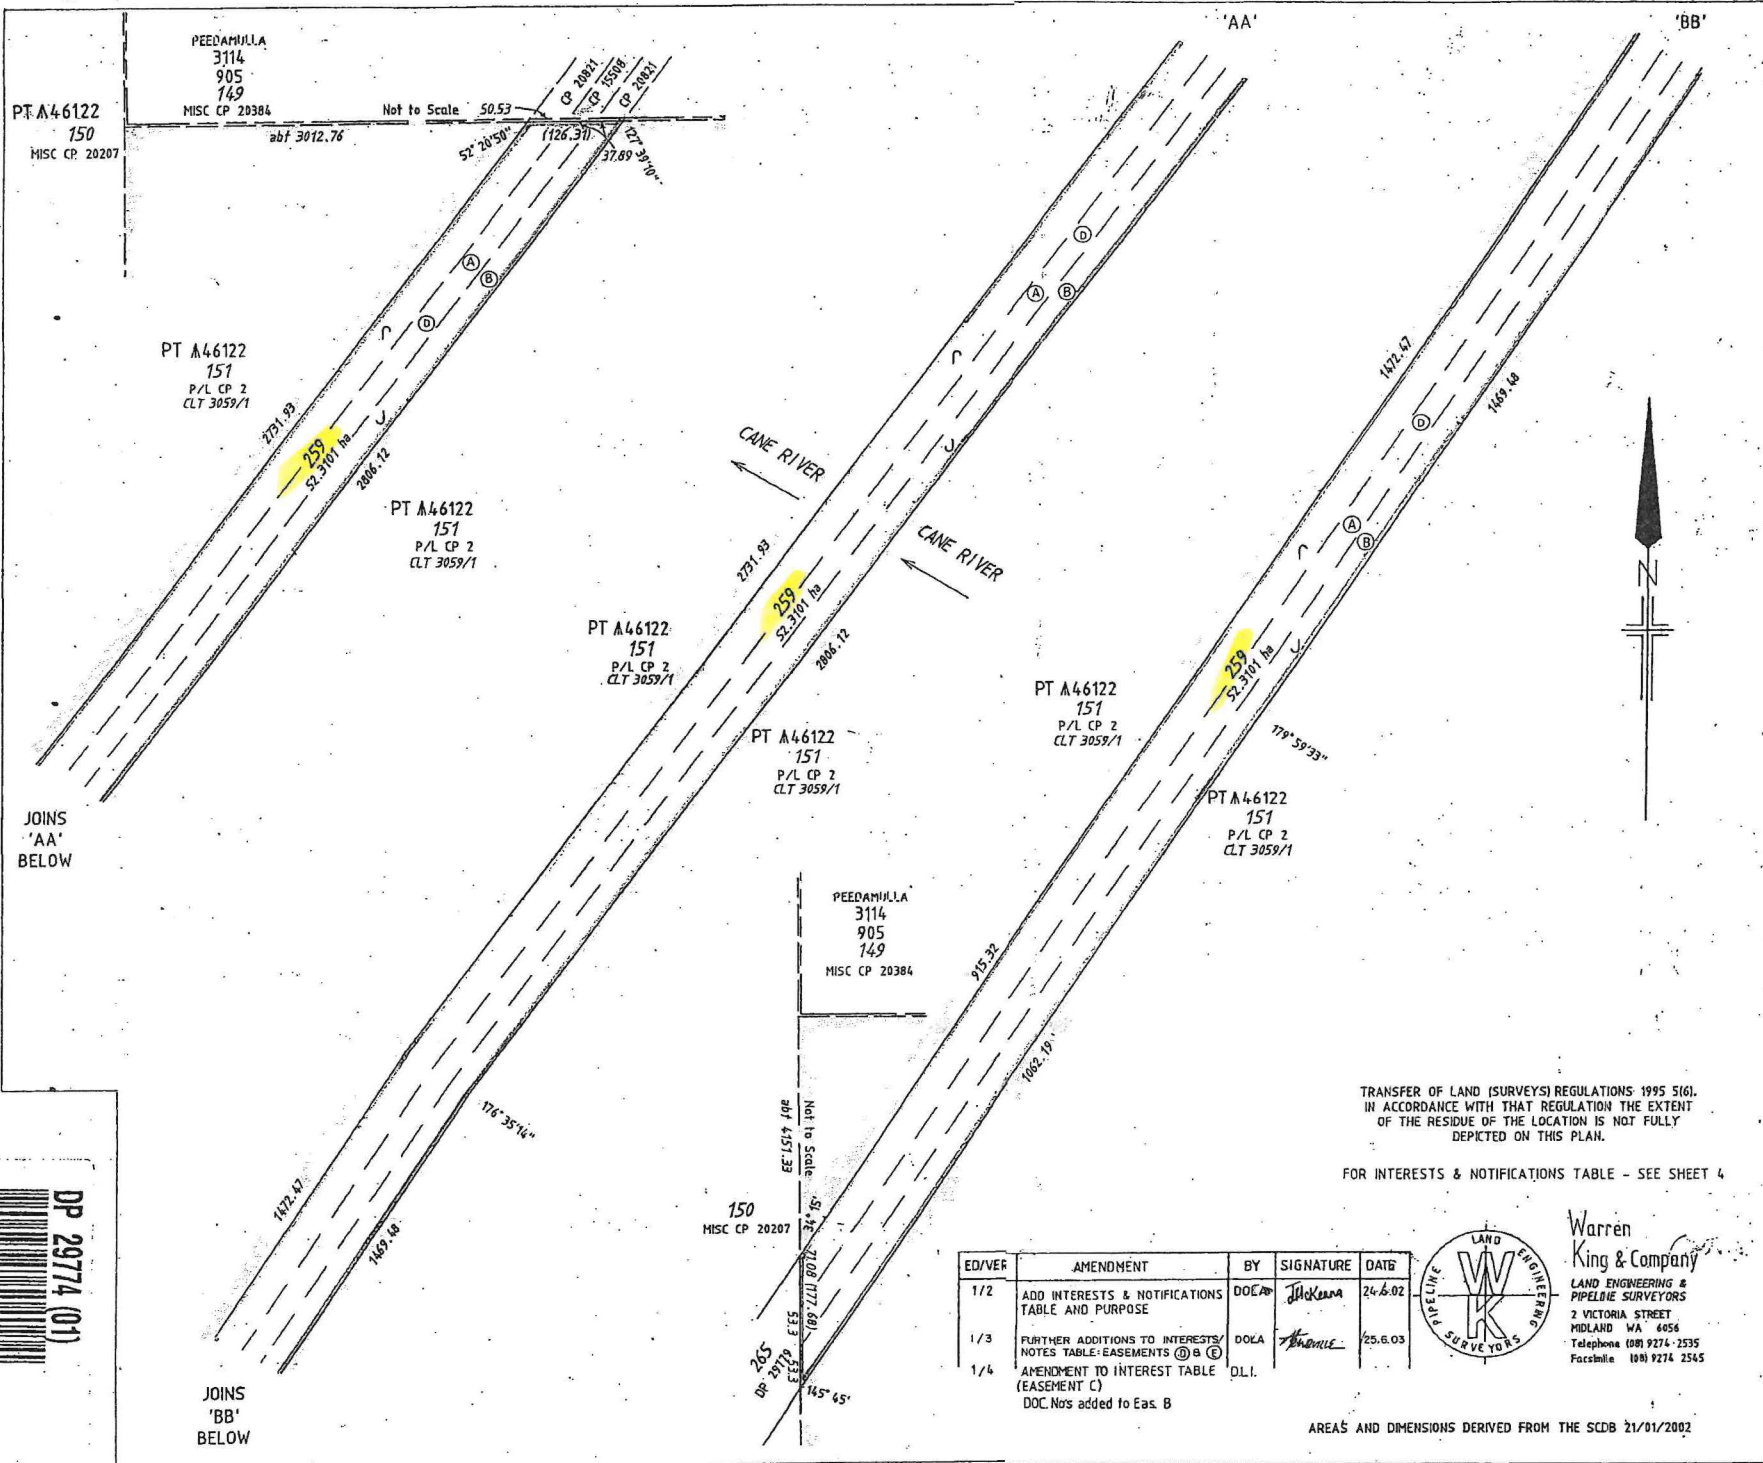 'AA'
'BB'
PEEDAMULLA
3114
905
149
MISC CP 20384
PT A46122
150
MISC CP 20207
Not to Scale
50.53
abt 3012.76
52° 20'50"
(126.31)
37.89
127° 39'10"
CP 20821
CP 15508
CP 20821
A
B
D
PT A46122
151
P/L CP 2
CLT 3059/1
2731.93
259
52.3101 ha
2806.12
PT A46122
151
P/L CP 2
CLT 3059/1
JOINS
'AA'
BELOW
D
A
B
CANE RIVER
CANE RIVER
2731.93
259
52.3101 ha
2806.12
PT A46122
151
P/L CP 2
CLT 3059/1
PT A46122
151
P/L CP 2
CLT 3059/1
176° 35'14"
1472.47
1469.48
JOINS
'BB'
BELOW
1472.47
1469.48
D
A
B
N
259
52.3101 ha
179° 59'33"
PT A46122
151
P/L CP 2
CLT 3059/1
PT A46122
151
P/L CP 2
CLT 3059/1
PEEDAMULLA
3114
905
149
MISC CP 20384
915.32
1062.19
Not to Scale
abt 4151.33
150
MISC CP 20207
34° 15'
71.08 (177.68)
53.3
53.3
265
DP 29779
145° 45'
DP 29774 (01)
TRANSFER OF LAND (SURVEYS) REGULATIONS 1995 5(6).
IN ACCORDANCE WITH THAT REGULATION THE EXTENT
OF THE RESIDUE OF THE LOCATION IS NOT FULLY
DEPICTED ON THIS PLAN.
FOR INTERESTS & NOTIFICATIONS TABLE - SEE SHEET 4
ED/VER AMENDMENT BY SIGNATURE DATE
1/2 ADD INTERESTS & NOTIFICATIONS TABLE AND PURPOSE DOLA 24.6.02
1/3 FURTHER ADDITIONS TO INTERESTS/ NOTES TABLE: EASEMENTS D & E DOLA 25.6.03
1/4 AMENDMENT TO INTEREST TABLE (EASEMENT C) D.L.I.
DOC. No's added to Eas. B
LAND ENGINEERING
PIPELINE SURVEYORS
WK
Warren
King & Company
LAND ENGINEERING &
PIPELINE SURVEYORS
2 VICTORIA STREET
MIDLAND WA 6056
Telephone (08) 9274 2535
Facsimile (08) 9274 2545
AREAS AND DIMENSIONS DERIVED FROM THE SCDB 21/01/2002